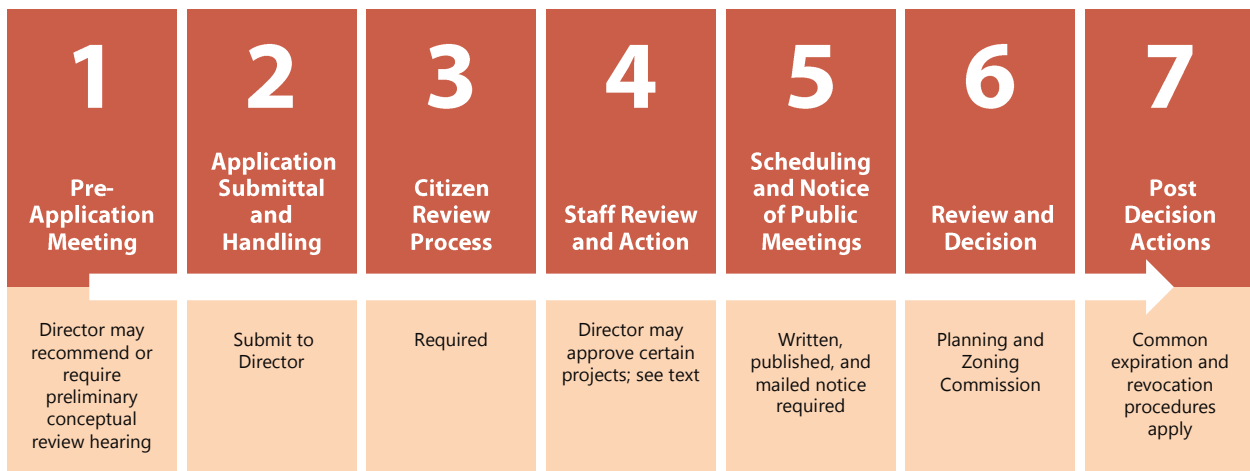 1
Pre-
Application
Meeting
Director may
recommend or
require
preliminary
conceptual
review hearing
2
Application
Submittal
and
Handling
Submit to
Director
3
Citizen
Review
Process
Required
4
Staff Review
and Action
Director may
approve certain
projects; see text
5
Scheduling
and Notice
of Public
Meetings
Written,
published, and
mailed notice
required
6
Review and
Decision
Planning and
Zoning
Commission
7
Post
Decision
Actions
Common
expiration and
revocation
procedures
apply